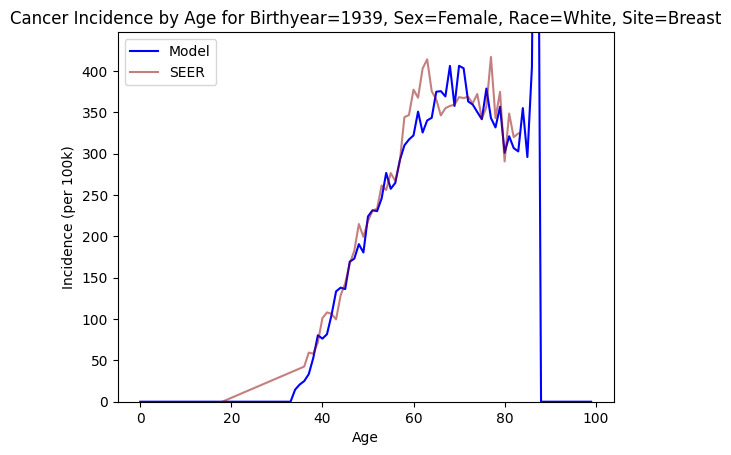 Cancer Incidence by Age for Birthyear=1939, Sex=Female, Race=White, Site=Breast
Model
SEER
Incidence (per 100k)
400
350
300
250
200
150
100
50
0
0 20 40 60 80 100
Age